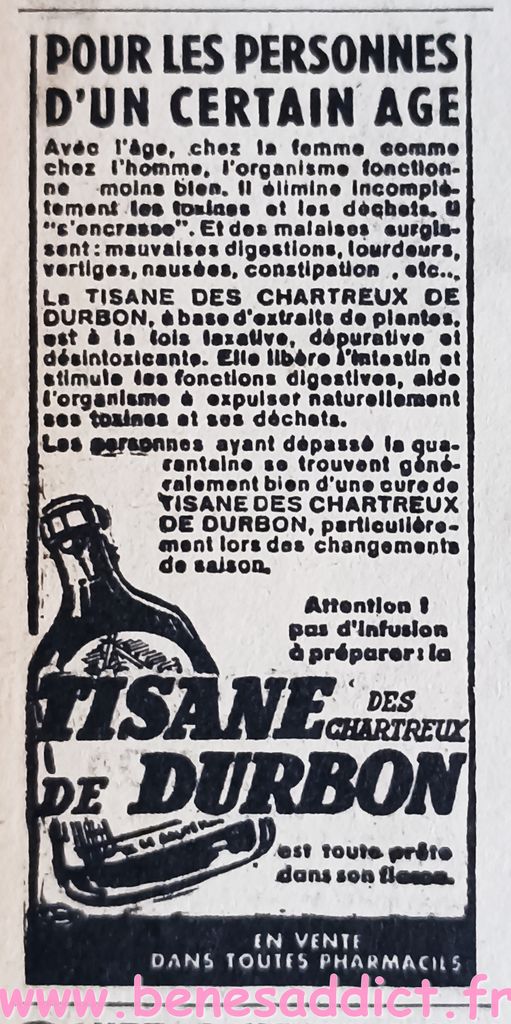 POUR LES PERSONNES
D'UN CERTAIN AGE
Avec l'âge, chez la femme comme
chez l'homme, l'organisme fonction-
ne moins bien. Il élimine incomplè-
tement les toxines et les déchets. Il
"s'encrasse". Et des malaises surgis-
sent : mauvaises digestions, lourdeurs,
vertiges, nausées, constipation , etc...
La TISANE DES CHARTREUX DE
DURBON, à base d'extraits de plantes,
est à la fois laxative, dépurative et
désintoxicante. Elle libère l'intestin et
stimule les fonctions digestives, aide
l'organisme à expulser naturellement
ses toxines et ses déchets.
Les personnes ayant dépassé la qua-
rantaine se trouvent géné-
ralement bien d'une cure de
TISANE DES CHARTREUX
DE DURBON, particulière-
ment lors des changements
de saison.
Attention !
pas d'infusion
à préparer : la
TISANE DES
CHARTREUX
DE DURBON
est toute prête
dans son flacon.
EN VENTE
DANS TOUTES PHARMACIES
www.benesaddict.fr